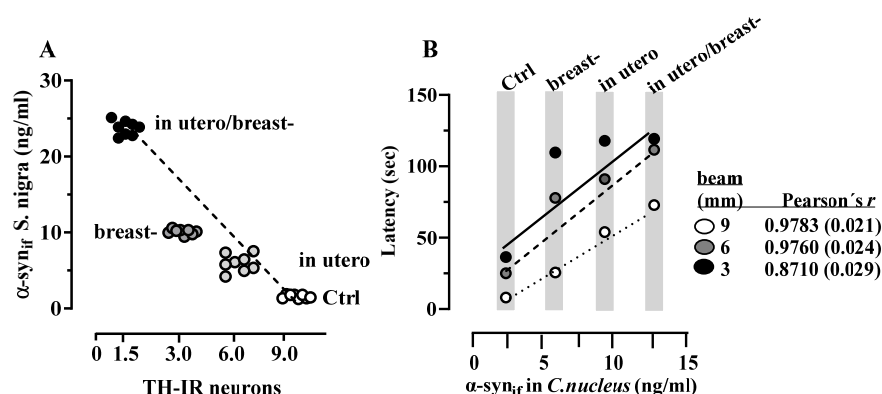 A
α-syn_if S. nigra (ng/ml)
30
20
10
0
in utero/breast-
breast-
in utero
Ctrl
0 1.5 3.0 6.0 9.0
TH-IR neurons
B
Ctrl
breast-
in utero
in utero/breast-
Latency (sec)
150
100
50
0
0 5 10 15
α-syn_if in C.nucleus (ng/ml)
beam
(mm) Pearson´s r
9 0.9783 (0.021)
6 0.9760 (0.024)
3 0.8710 (0.029)